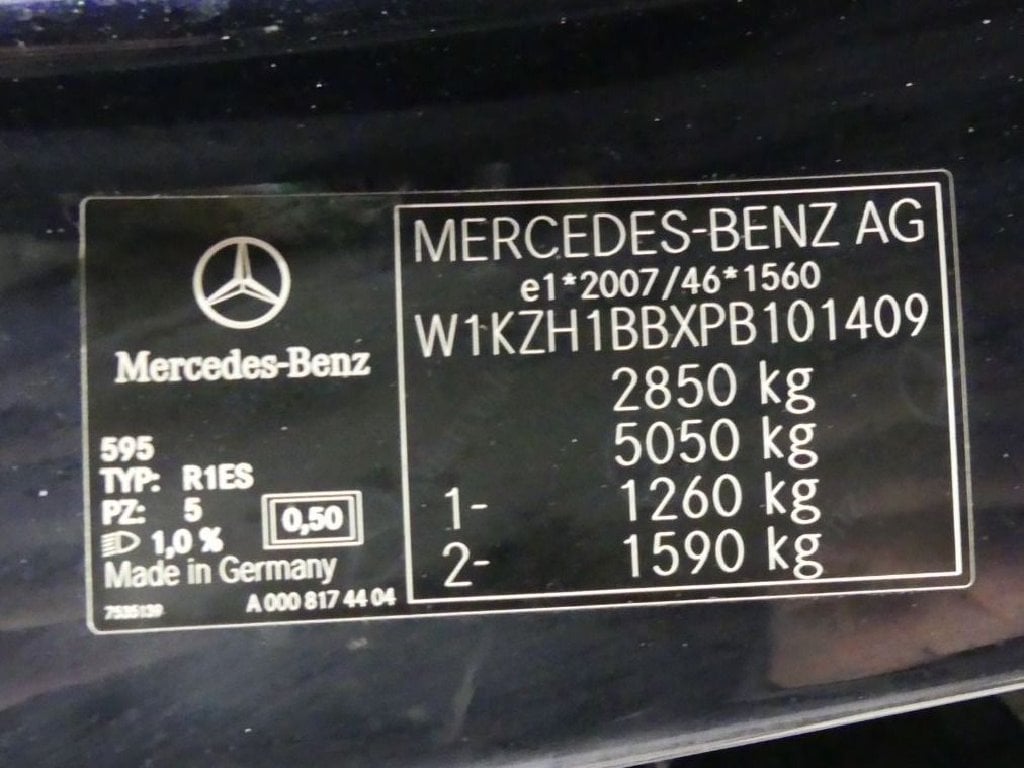 Mercedes-Benz
595
TYP: R1ES
PZ: 5
1,0 %
0,50
Made in Germany
7535139
A 000 817 44 04
MERCEDES-BENZ AG
e1*2007/46*1560
W1KZH1BBXPB101409
2850 kg
5050 kg
1- 1260 kg
2- 1590 kg